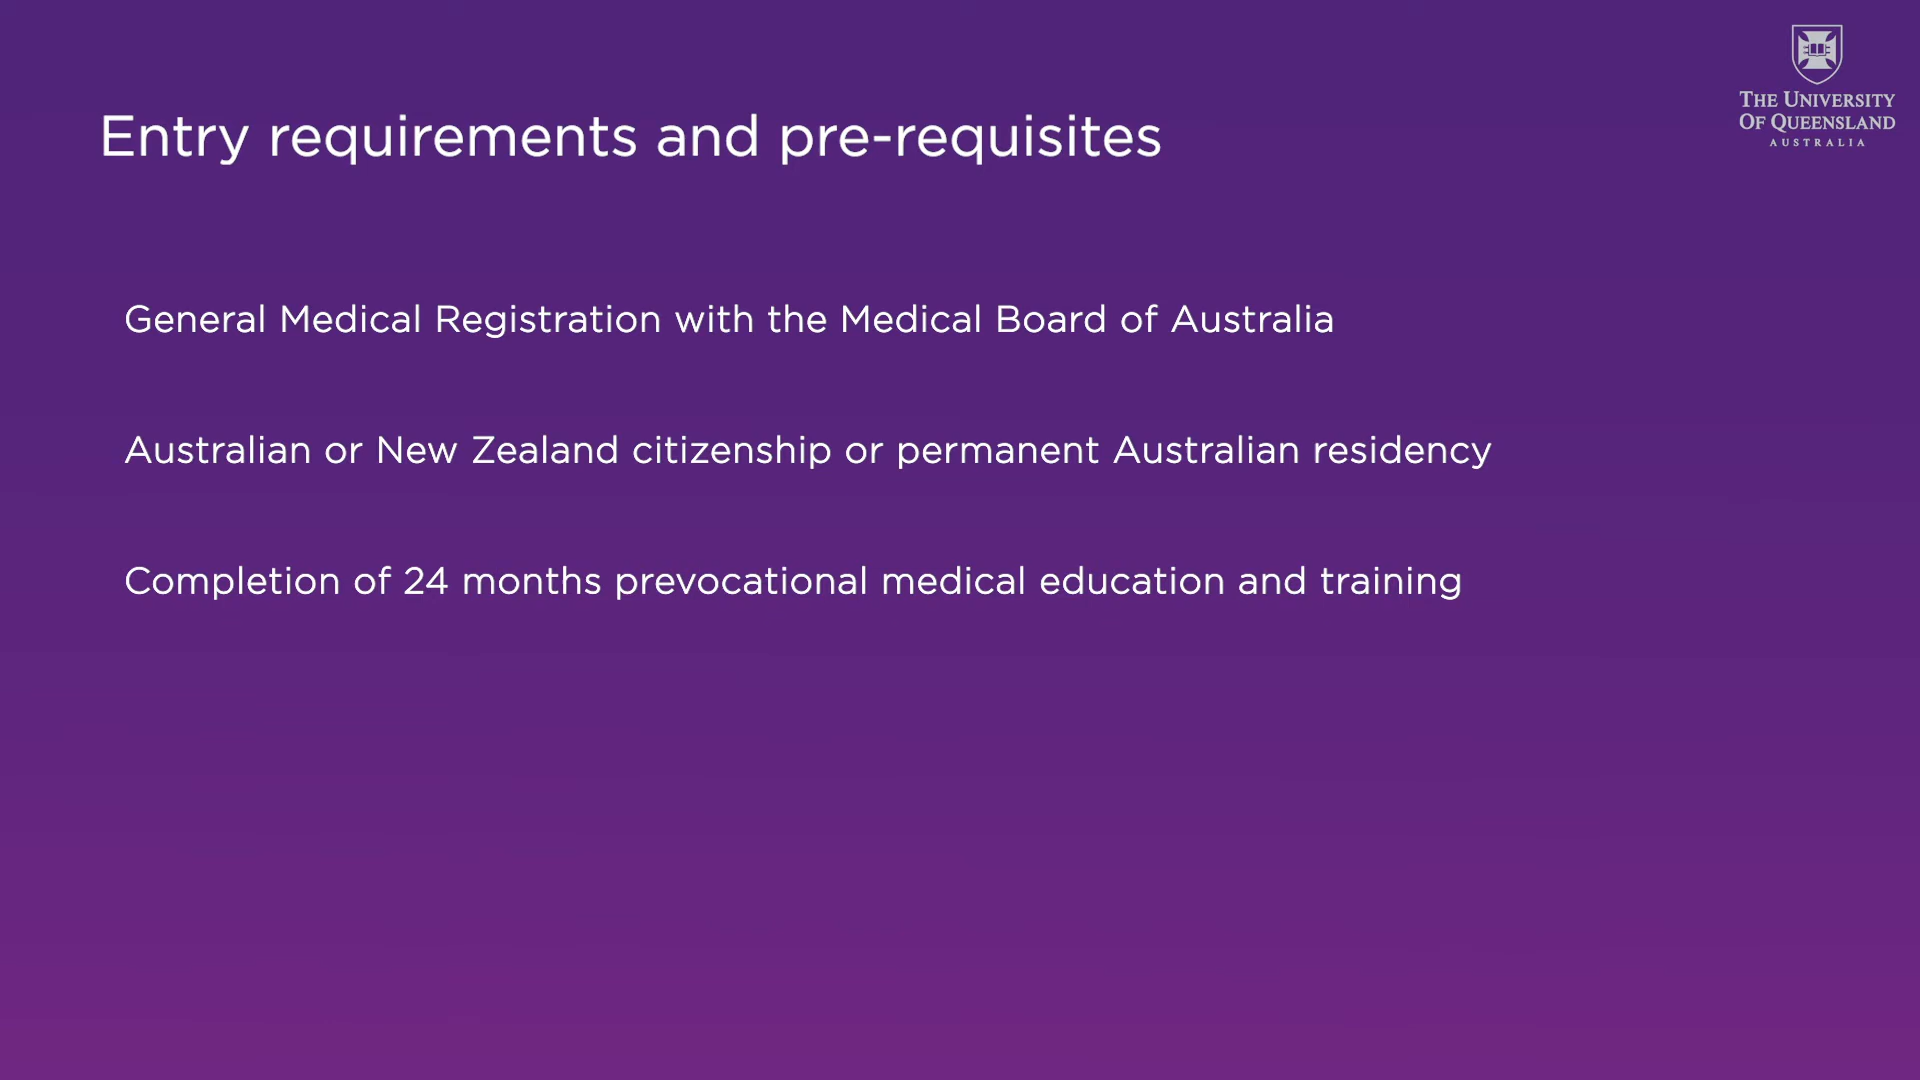 THE UNIVERSITY
OF QUEENSLAND
AUSTRALIA
Entry requirements and pre-requisites
General Medical Registration with the Medical Board of Australia
Australian or New Zealand citizenship or permanent Australian residency
Completion of 24 months prevocational medical education and training